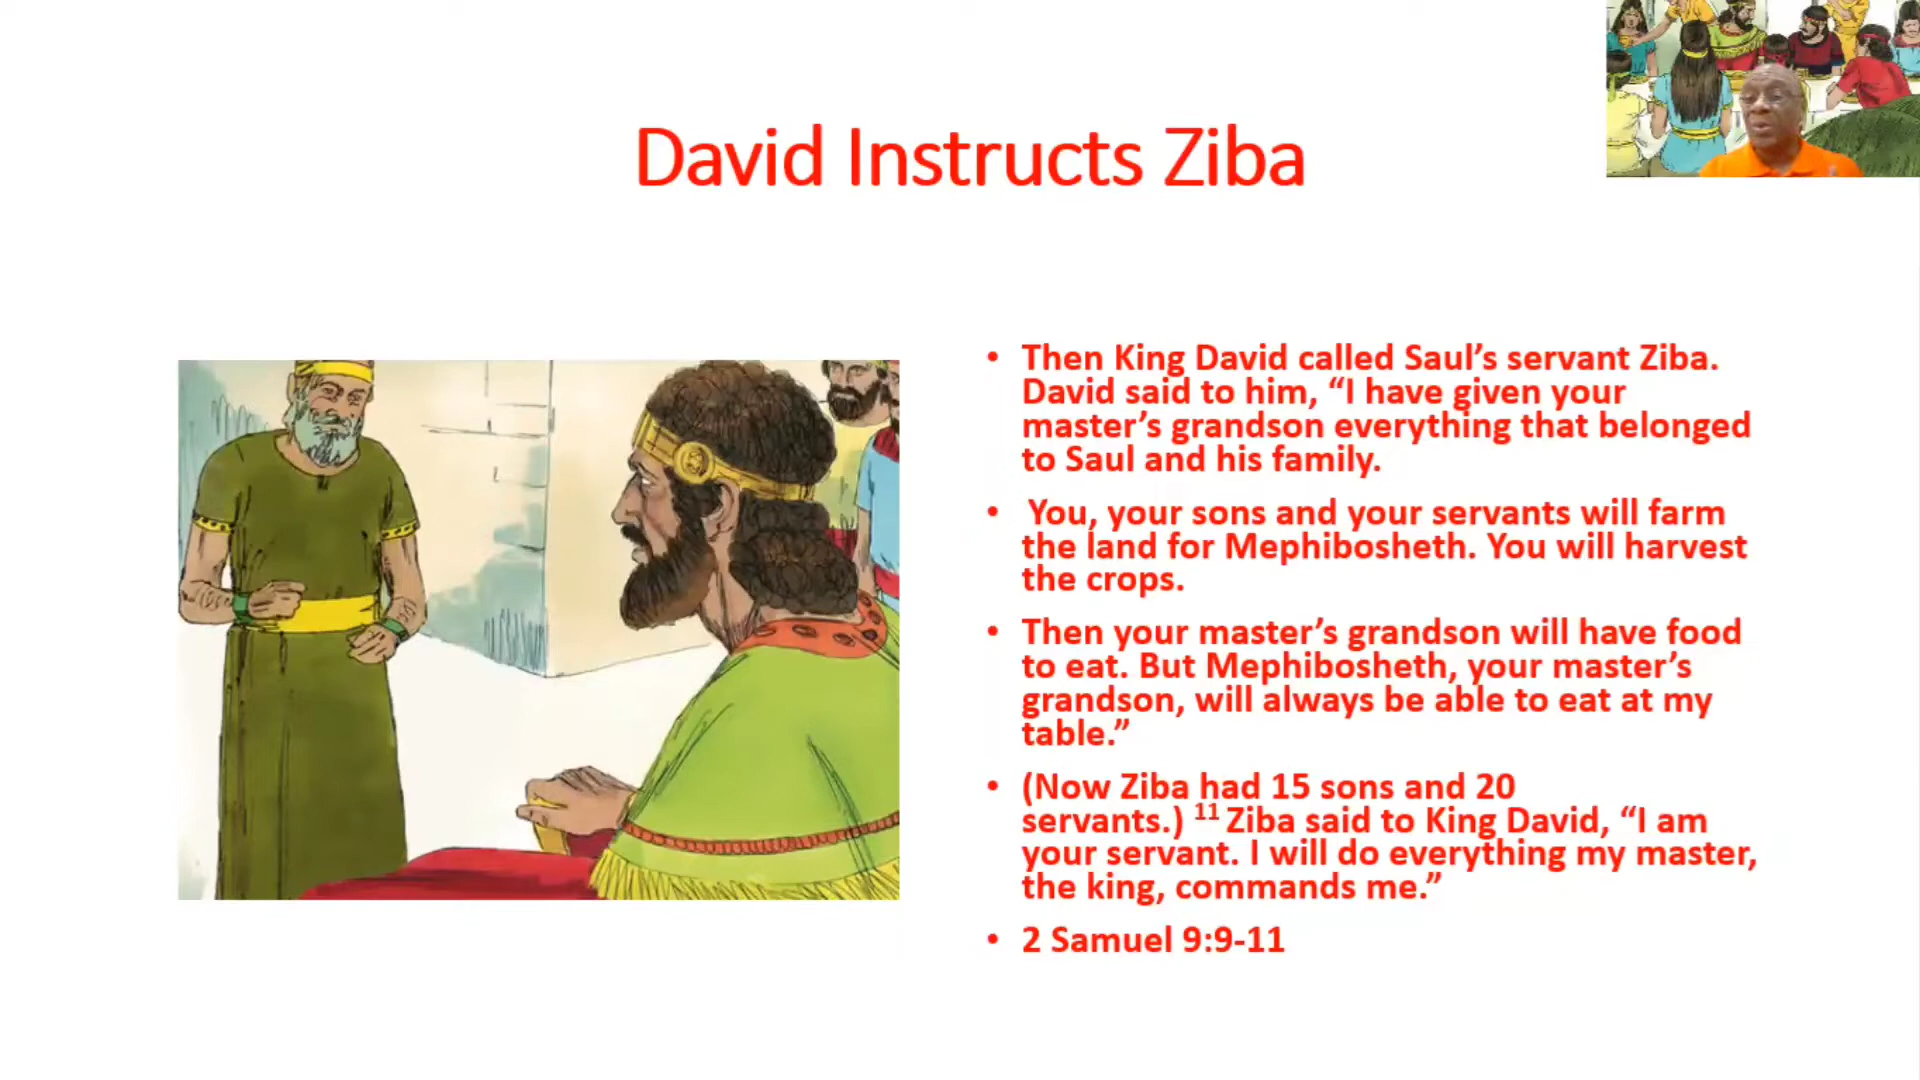 David Instructs Ziba
• Then King David called Saul’s servant Ziba.
David said to him, “I have given your
master’s grandson everything that belonged
to Saul and his family.
• You, your sons and your servants will farm
the land for Mephibosheth. You will harvest
the crops.
• Then your master’s grandson will have food
to eat. But Mephibosheth, your master’s
grandson, will always be able to eat at my
table.”
• (Now Ziba had 15 sons and 20
servants.) 11 Ziba said to King David, “I am
your servant. I will do everything my master,
the king, commands me.”
• 2 Samuel 9:9-11